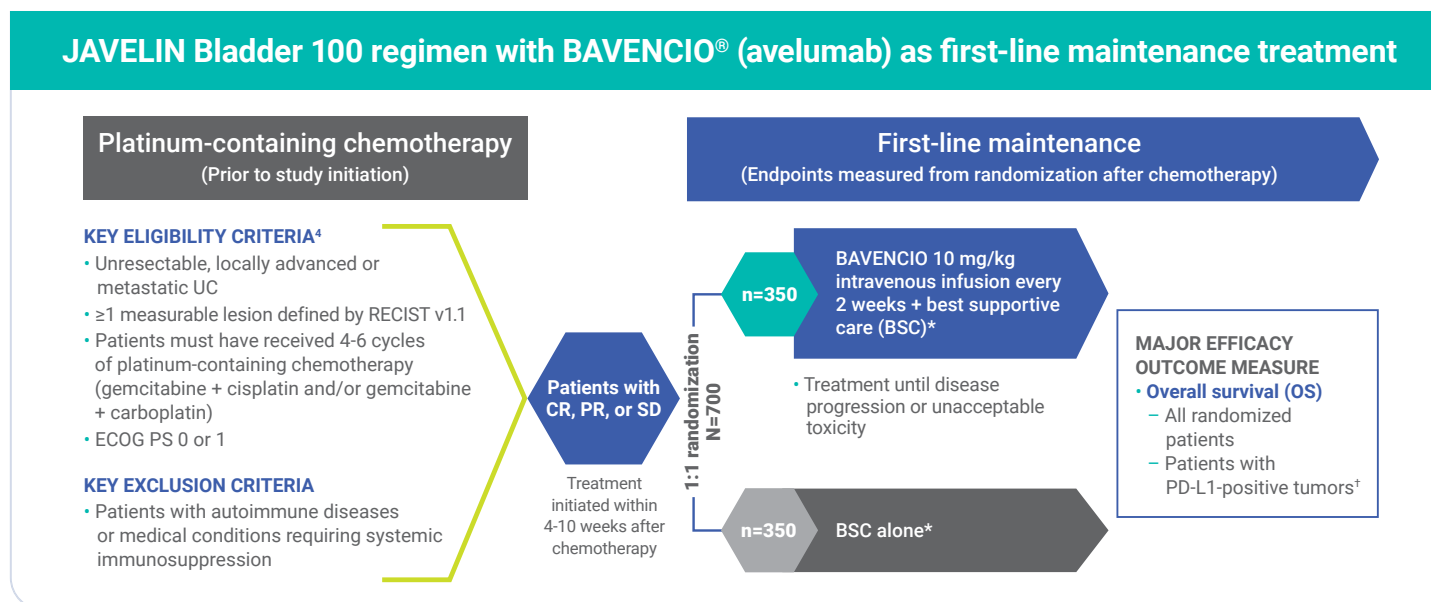 JAVELIN Bladder 100 regimen with BAVENCIO® (avelumab) as first-line maintenance treatment
Platinum-containing chemotherapy
(Prior to study initiation)
First-line maintenance
(Endpoints measured from randomization after chemotherapy)
KEY ELIGIBILITY CRITERIA⁴
• Unresectable, locally advanced or
metastatic UC
• ≥1 measurable lesion defined by RECIST v1.1
• Patients must have received 4-6 cycles
of platinum-containing chemotherapy
(gemcitabine + cisplatin and/or gemcitabine
+ carboplatin)
• ECOG PS 0 or 1
KEY EXCLUSION CRITERIA
• Patients with autoimmune diseases
or medical conditions requiring systemic
immunosuppression
Patients with
CR, PR, or SD
Treatment
initiated within
4-10 weeks after
chemotherapy
1:1 randomization
N=700
n=350
BAVENCIO 10 mg/kg
intravenous infusion every
2 weeks + best supportive
care (BSC)*
• Treatment until disease
progression or unacceptable
toxicity
n=350
BSC alone*
MAJOR EFFICACY
OUTCOME MEASURE
• Overall survival (OS)
– All randomized
patients
– Patients with
PD-L1-positive tumors†